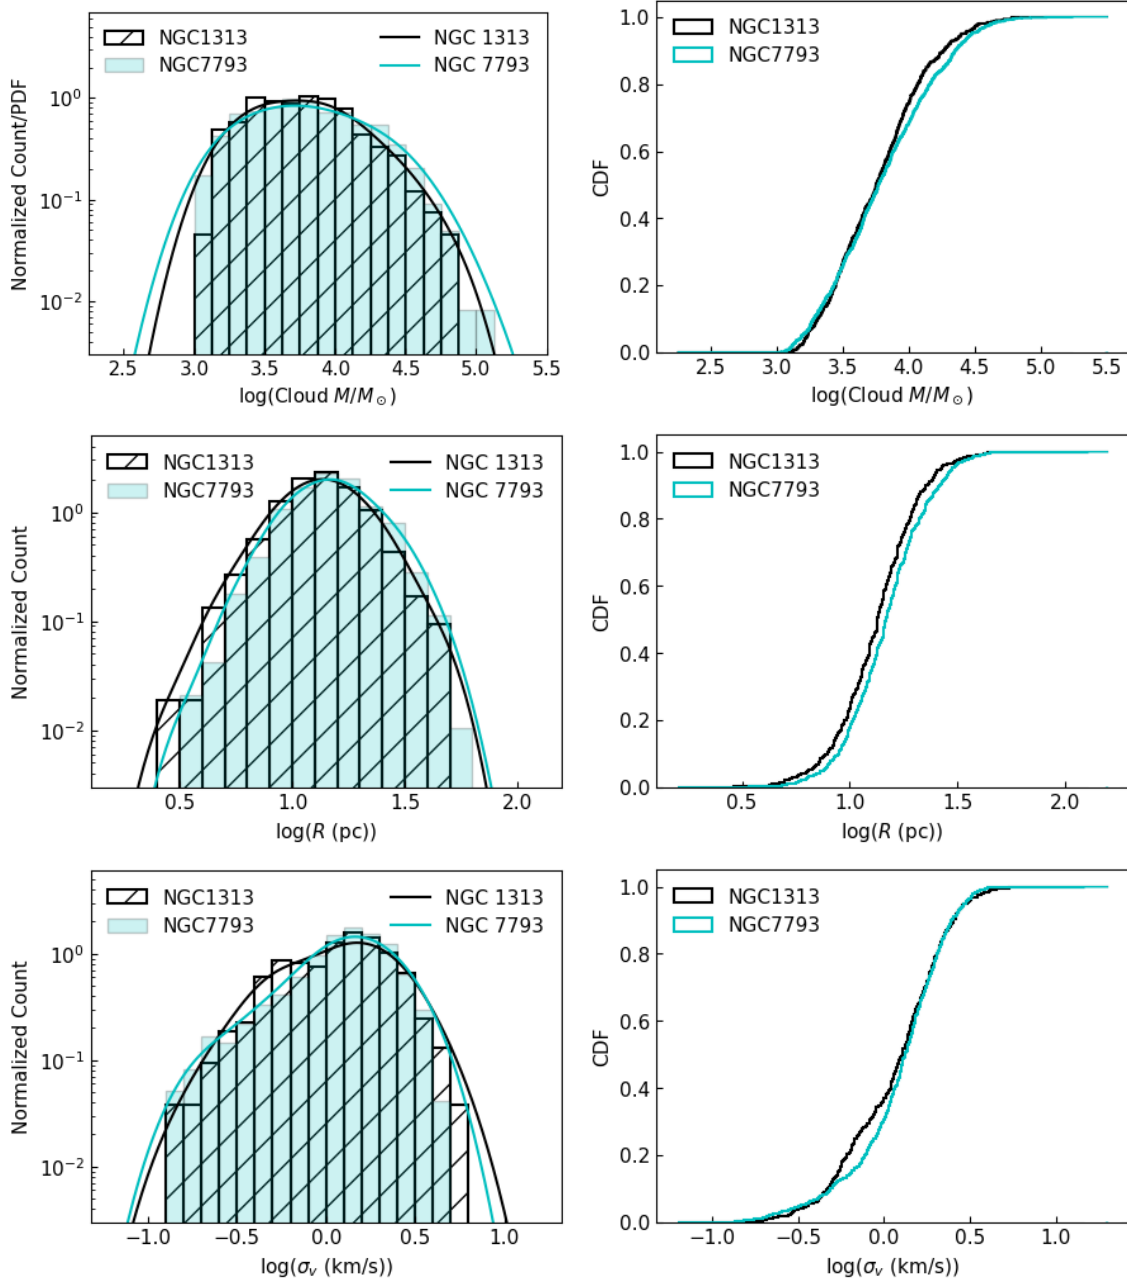 NGC1313
NGC7793
NGC 1313
NGC 7793
Normalized Count/PDF
10⁰
10⁻¹
10⁻²
2.5 3.0 3.5 4.0 4.5 5.0 5.5
log(Cloud M/M⊙)
NGC1313
NGC7793
CDF
1.0
0.8
0.6
0.4
0.2
0.0
2.5 3.0 3.5 4.0 4.5 5.0 5.5
log(Cloud M/M⊙)
NGC1313
NGC7793
NGC 1313
NGC 7793
Normalized Count
10⁰
10⁻¹
10⁻²
0.5 1.0 1.5 2.0
log(R (pc))
NGC1313
NGC7793
CDF
1.0
0.8
0.6
0.4
0.2
0.0
0.5 1.0 1.5 2.0
log(R (pc))
NGC1313
NGC7793
NGC 1313
NGC 7793
Normalized Count
10⁰
10⁻¹
10⁻²
−1.0 −0.5 0.0 0.5 1.0
log(σᵥ (km/s))
NGC1313
NGC7793
CDF
1.0
0.8
0.6
0.4
0.2
0.0
−1.0 −0.5 0.0 0.5 1.0
log(σᵥ (km/s))